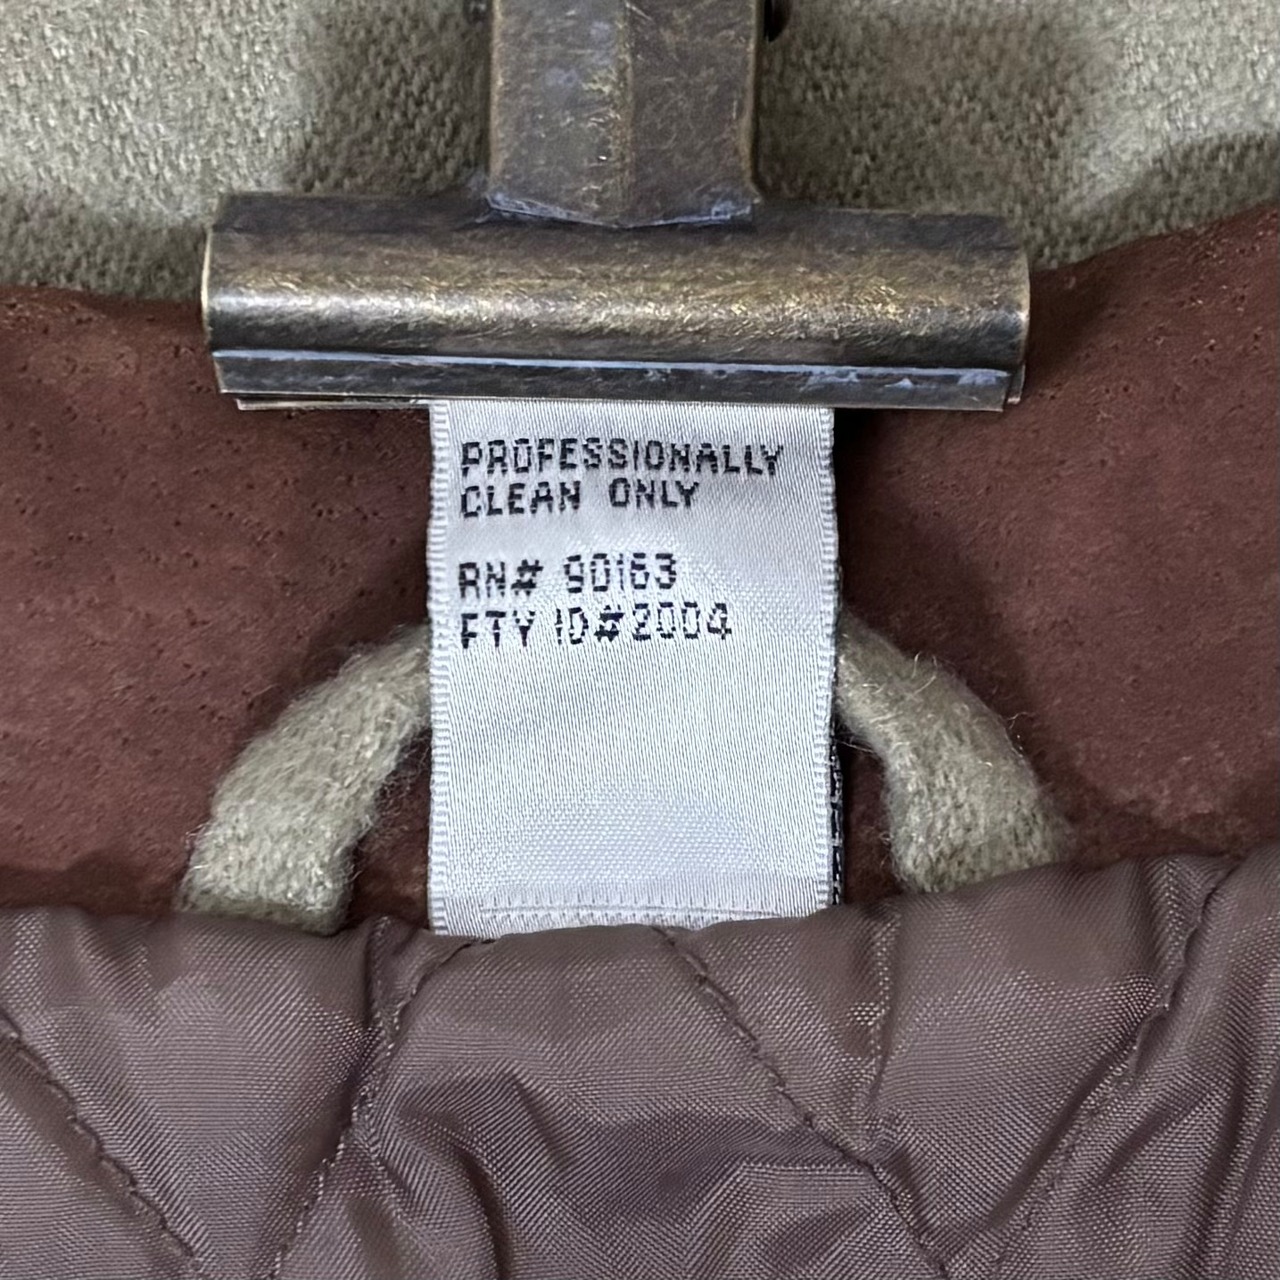 PROFESSIONALLY
CLEAN ONLY
RN# 90163
FTY ID#2004